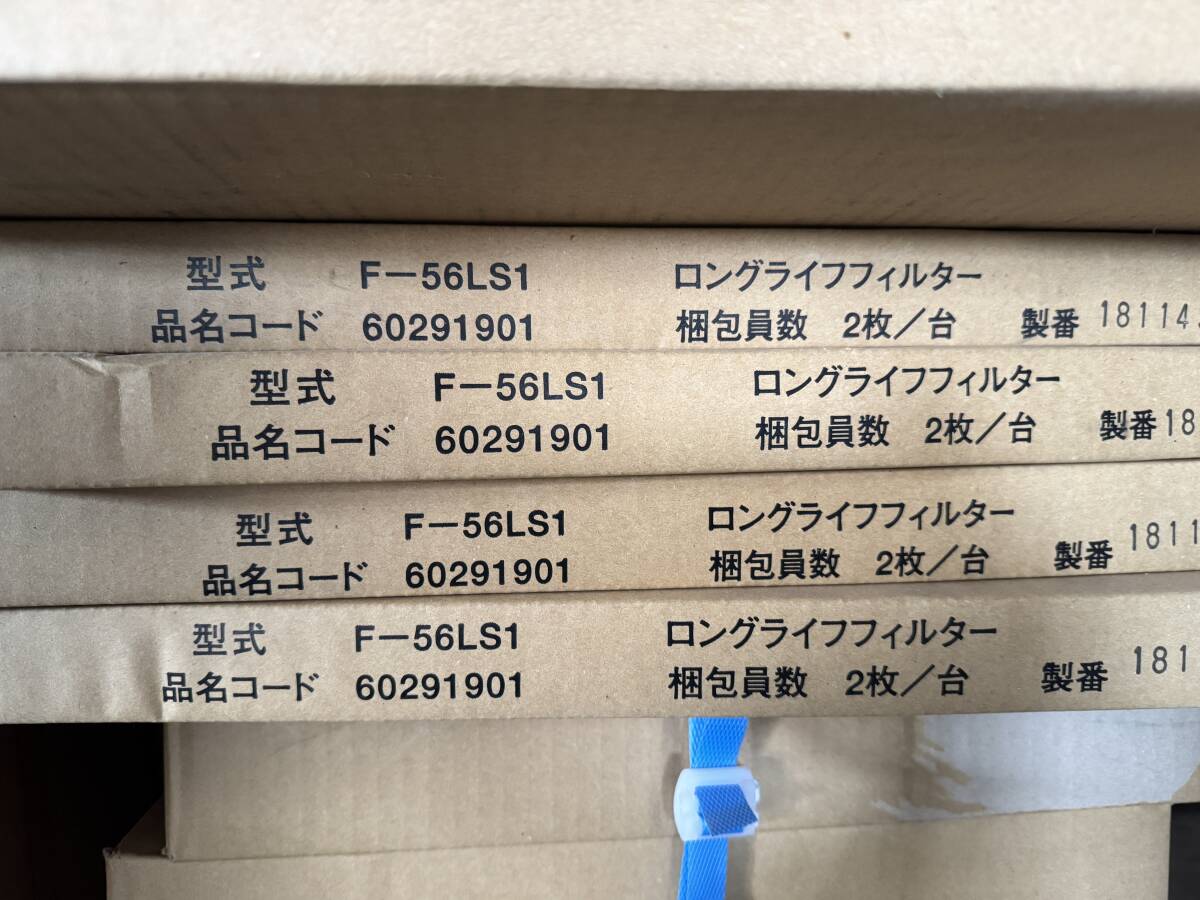 型式 F－56LS1 ロングライフフィルター
品名コード 60291901 梱包員数 2枚／台 製番 18114
型式 F－56LS1 ロングライフフィルター
品名コード 60291901 梱包員数 2枚／台 製番 18
型式 F－56LS1 ロングライフフィルター
品名コード 60291901 梱包員数 2枚／台 製番 1811
型式 F－56LS1 ロングライフフィルター
品名コード 60291901 梱包員数 2枚／台 製番 181